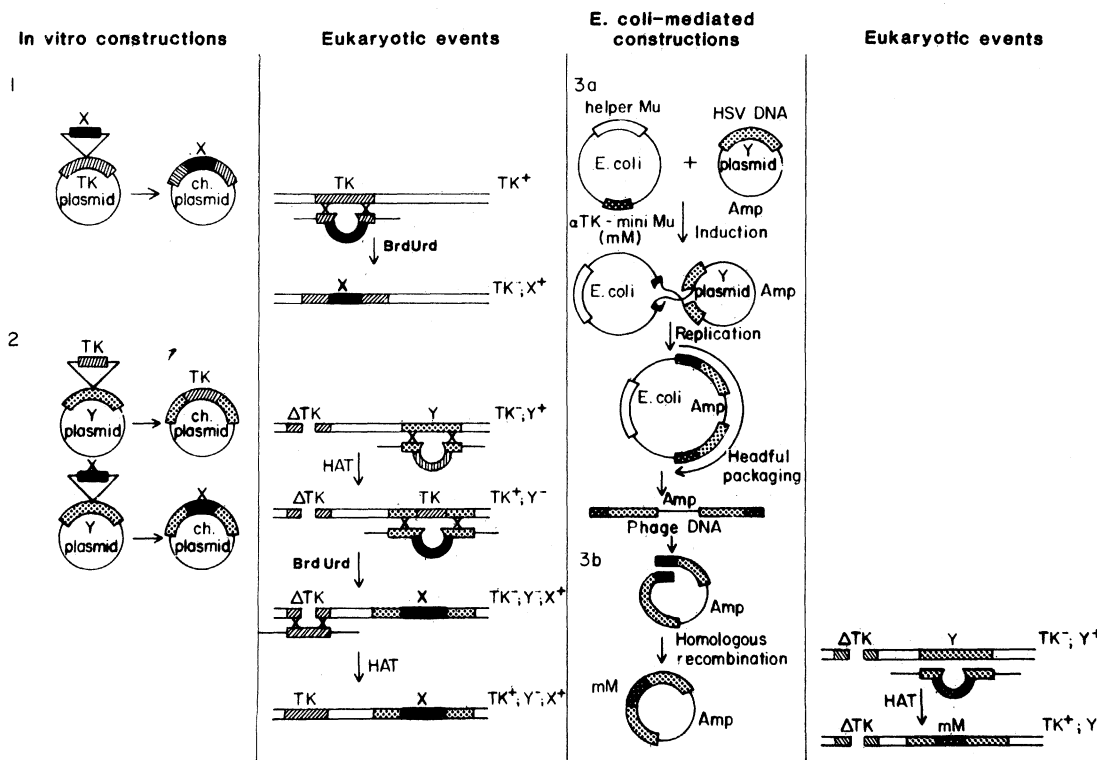 In vitro constructions
Eukaryotic events
E. coli-mediated
constructions
Eukaryotic events
1
X
TK
plasmid
X
ch.
plasmid
TK
TK+
BrdUrd
X
TK-; X+
2
TK
Y
plasmid
TK
ch.
plasmid
X
Y
plasmid
X
ch.
plasmid
ΔTK
Y
TK-; Y+
HAT
ΔTK
TK
TK+; Y-
BrdUrd
ΔTK
X
TK-; Y-; X+
HAT
TK
X
TK+; Y-; X+
3a
helper Mu
E. coli
+
HSV DNA
Y
plasmid
Amp
αTK-mini Mu
(mM)
Induction
E. coli
Y
plasmid
Amp
Replication
E. coli
Amp
Headful
packaging
Amp
Phage DNA
3b
Amp
Homologous
recombination
mM
Amp
ΔTK
Y
TK-; Y+
HAT
ΔTK
mM
TK+; Y